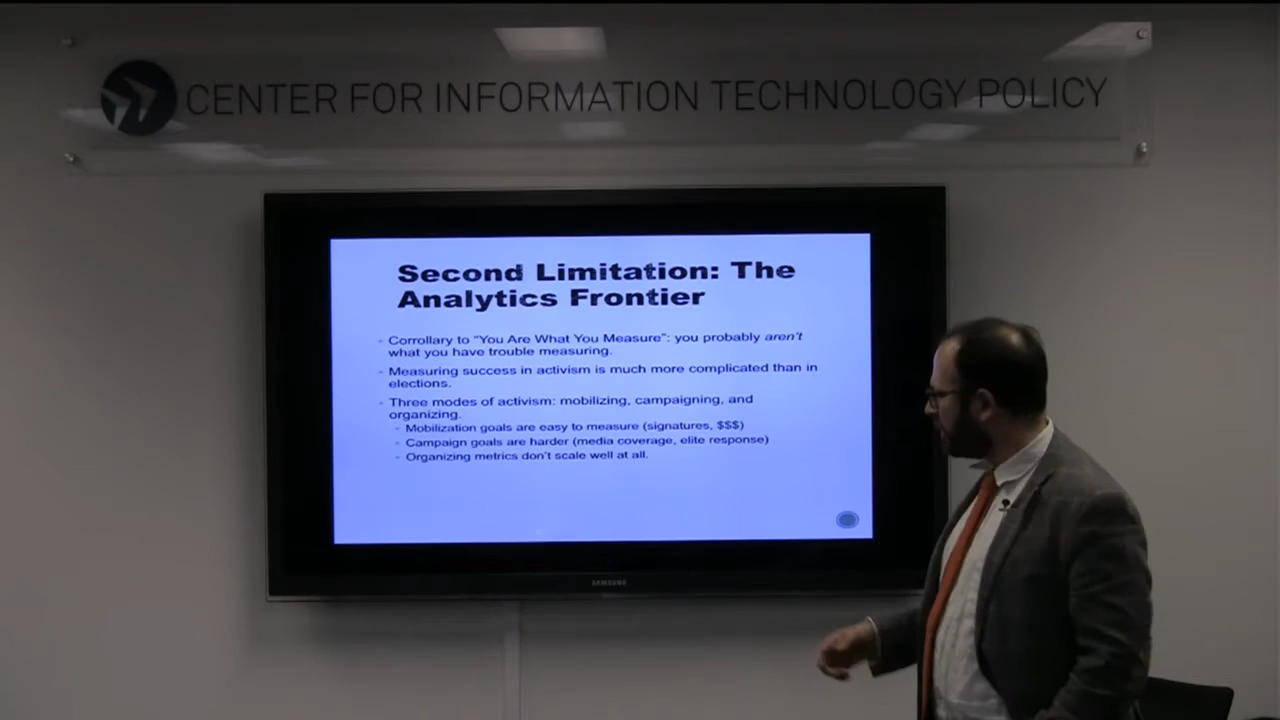 CENTER FOR INFORMATION TECHNOLOGY POLICY
Second Limitation: The
Analytics Frontier
- Corrollary to "You Are What You Measure": you probably aren't
what you have trouble measuring.
- Measuring success in activism is much more complicated than in
elections.
- Three modes of activism: mobilizing, campaigning, and
organizing.
- Mobilization goals are easy to measure (signatures, $$$)
- Campaign goals are harder (media coverage, elite response)
- Organizing metrics don't scale well at all.
SAMSUNG